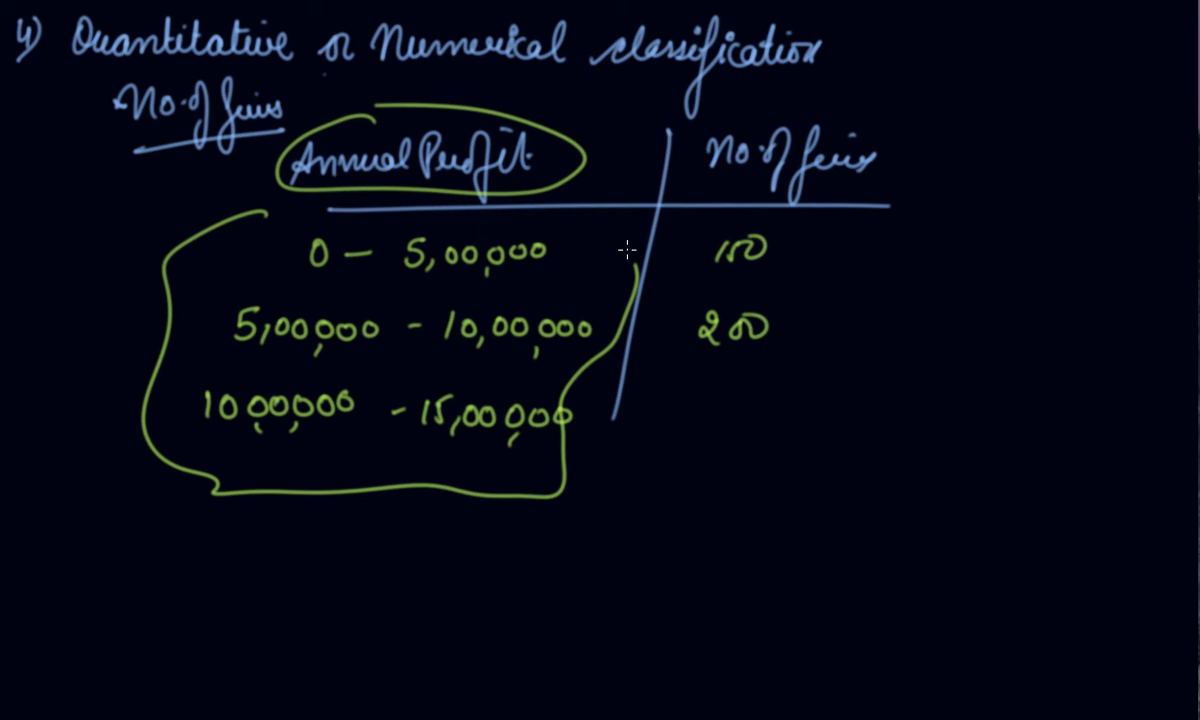 4) Quantitative or Numerical classification
No. of firms
Annual Profit No. of firms
0 - 5,00,000 150
5,00,000 - 10,00,000 200
10,00,000 - 15,00,000